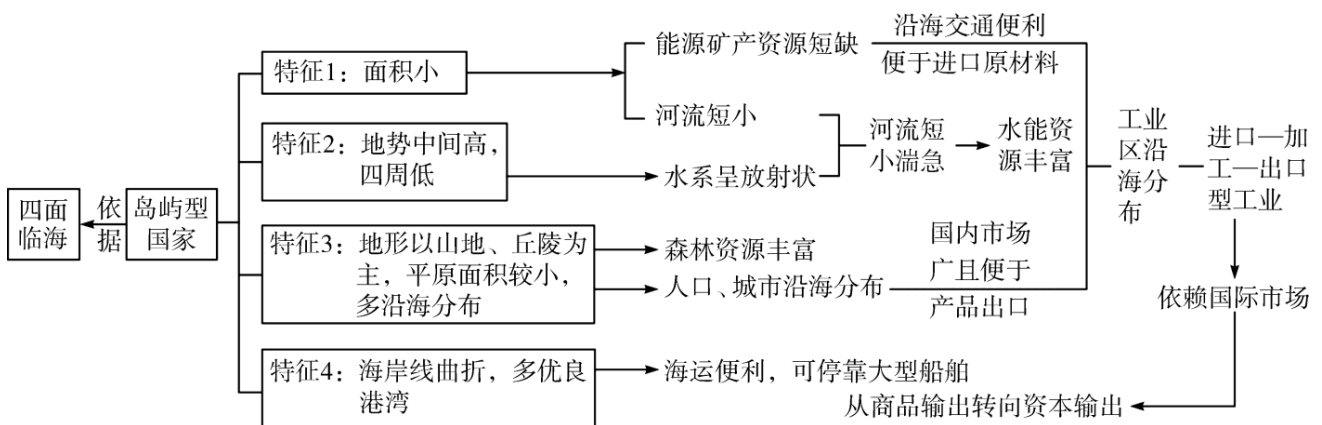 四面
临海
依
据
岛屿型
国家
特征1：面积小
特征2：地势中间高，
四周低
特征3：地形以山地、丘陵为
主，平原面积较小，
多沿海分布
特征4：海岸线曲折，多优良
港湾
能源矿产资源短缺
河流短小
水系呈放射状
森林资源丰富
人口、城市沿海分布
海运便利，可停靠大型船舶
沿海交通便利
便于进口原材料
河流短
小湍急
水能资
源丰富
国内市场
广且便于
产品出口
工业
区沿
海分
布
进口—加
工—出口
型工业
依赖国际市场
从商品输出转向资本输出